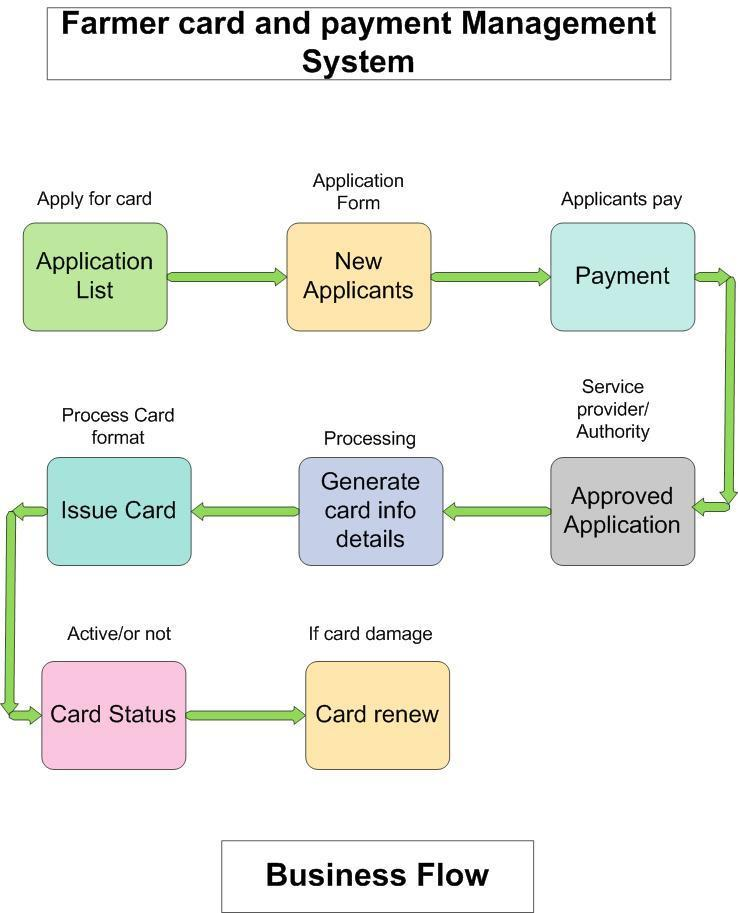 Farmer card and payment Management
System
Apply for card
Application
List
Application
Form
New
Applicants
Applicants pay
Payment
Service
provider/
Authority
Approved
Application
Processing
Generate
card info
details
Process Card
format
Issue Card
Active/or not
Card Status
If card damage
Card renew
Business Flow